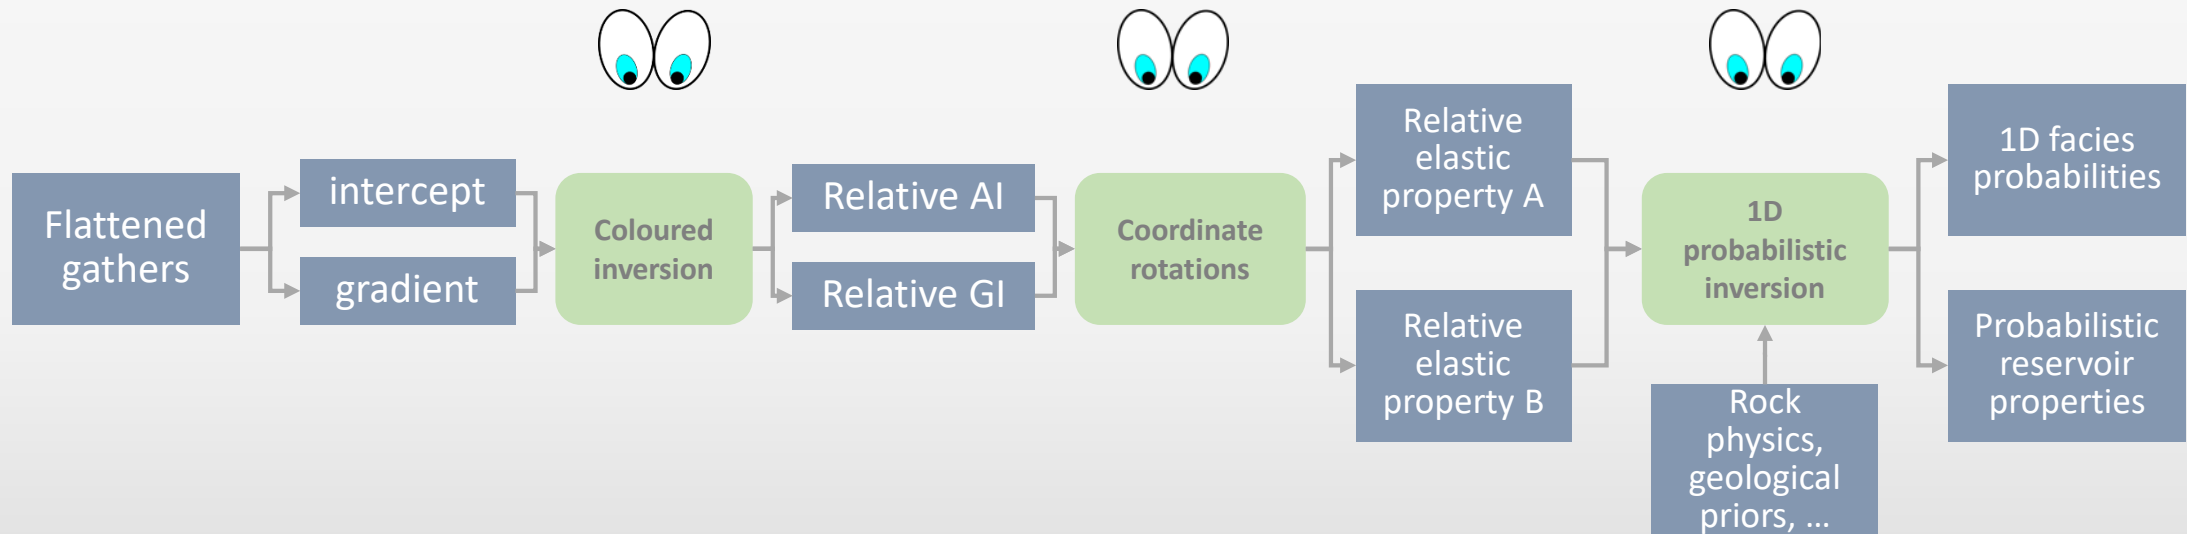 Flattened
gathers
intercept
gradient
Coloured
inversion
Relative AI
Relative GI
Coordinate
rotations
Relative
elastic
property A
Relative
elastic
property B
1D
probabilistic
inversion
Rock
physics,
geological
priors, ...
1D facies
probabilities
Probabilistic
reservoir
properties